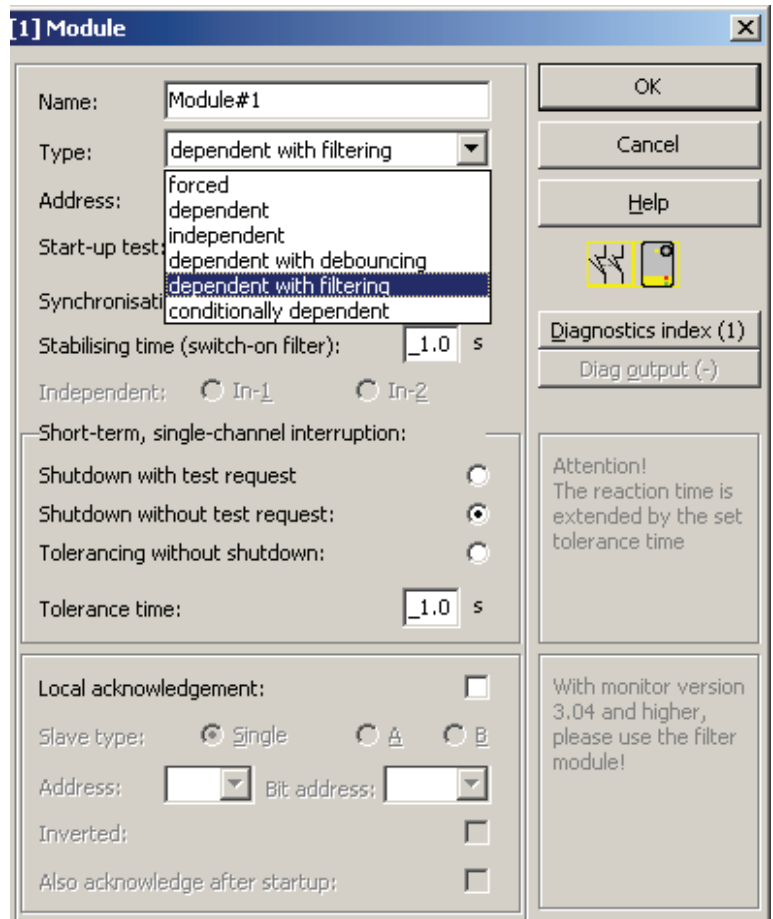 [1] Module
Name: Module#1
Type: dependent with filtering
forced
dependent
independent
dependent with debouncing
dependent with filtering
conditionally dependent
Address:
Start-up test:
Synchronisati
Stabilising time (switch-on filter): _1.0 s
Independent: In-1 In-2
Short-term, single-channel interruption:
Shutdown with test request
Shutdown without test request:
Tolerancing without shutdown:
Tolerance time: _1.0 s
Local acknowledgement:
Slave type: Single A B
Address: Bit address:
Inverted:
Also acknowledge after startup:
OK
Cancel
Help
Diagnostics index (1)
Diag output (-)
Attention!
The reaction time is
extended by the set
tolerance time
With monitor version
3.04 and higher,
please use the filter
module!